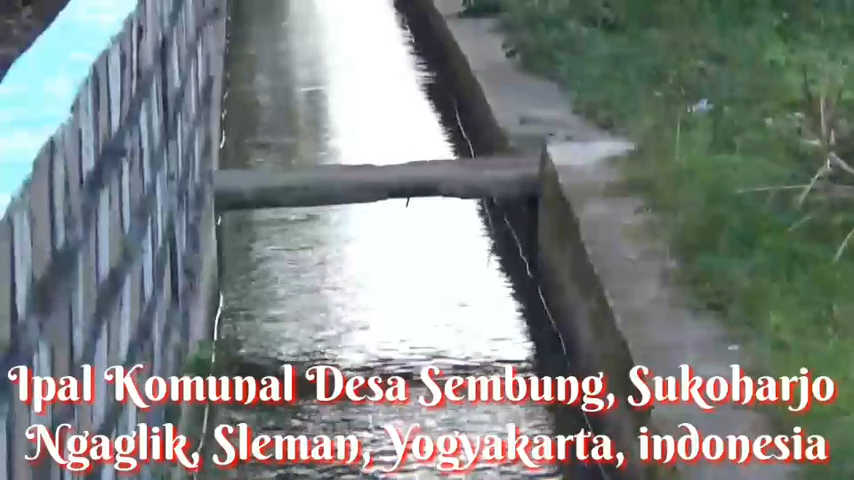 Ipal Komunal Desa Sembung, Sukoharjo
Ngaglik, Sleman, Yogyakarta, indonesia